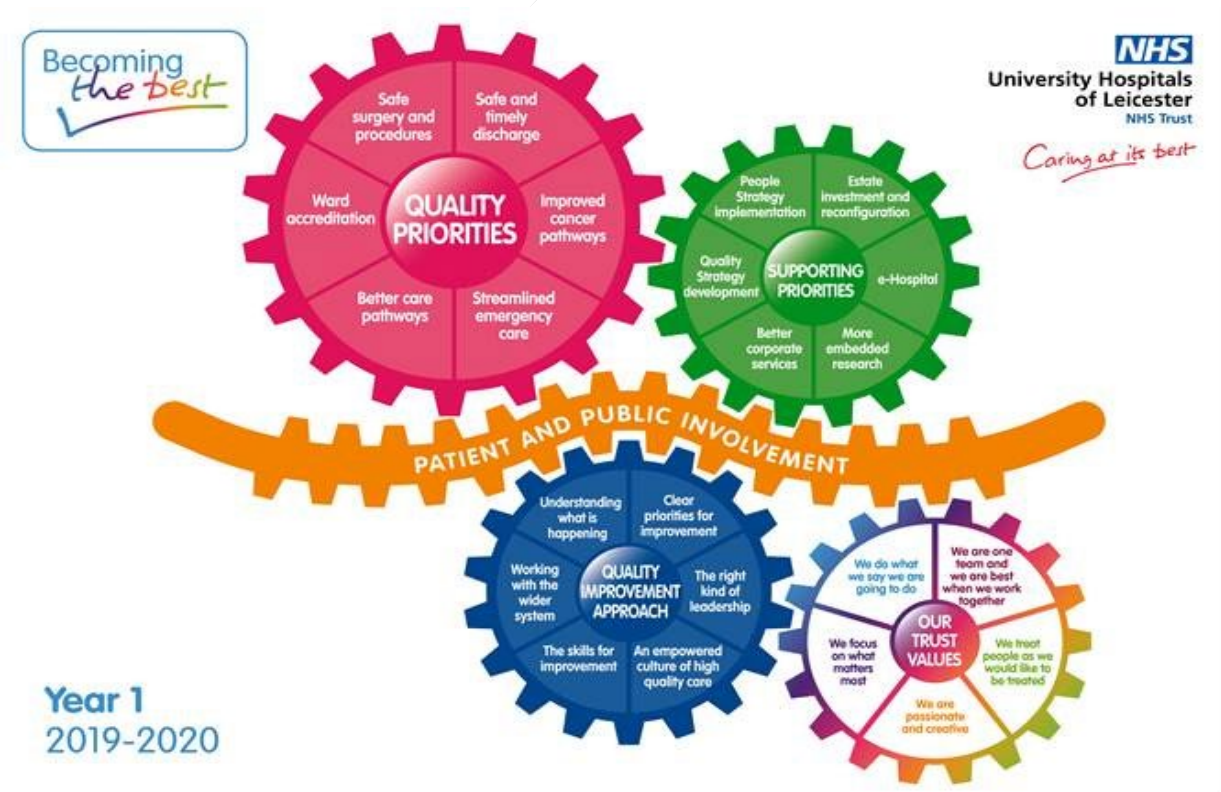 Becoming
the best
NHS
University Hospitals
of Leicester
NHS Trust
Caring at its best
QUALITY
PRIORITIES
Safe
surgery and
procedures
Safe and
timely
discharge
Improved
cancer
pathways
Streamlined
emergency
care
Better care
pathways
Ward
accreditation
SUPPORTING
PRIORITIES
People
Strategy
implementation
Estate
investment and
reconfiguration
e-Hospital
More
embedded
research
Better
corporate
services
Quality
Strategy
development
PATIENT AND PUBLIC INVOLVEMENT
QUALITY
IMPROVEMENT
APPROACH
Understanding
what is
happening
Clear
priorities for
improvement
The right
kind of
leadership
An empowered
culture of high
quality care
The skills for
improvement
Working
with the
wider
system
OUR
TRUST
VALUES
We do what
we say we are
going to do
We are one
team and
we are best
when we work
together
We treat
people as we
would like to
be treated
We are
passionate
and creative
We focus
on what
matters
most
Year 1
2019-2020